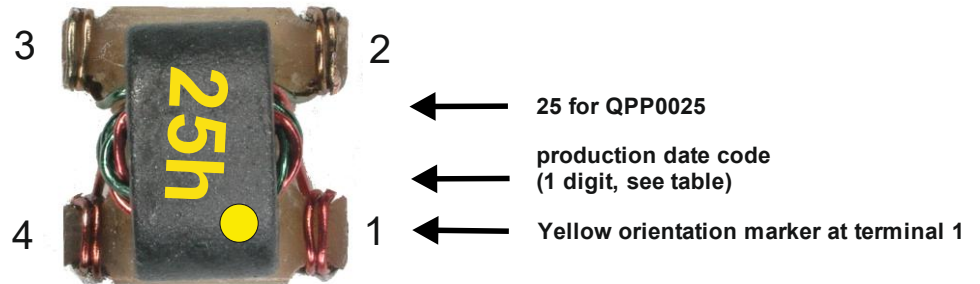 3
2
25h
25 for QPP0025
production date code
(1 digit, see table)
4
1
Yellow orientation marker at terminal 1